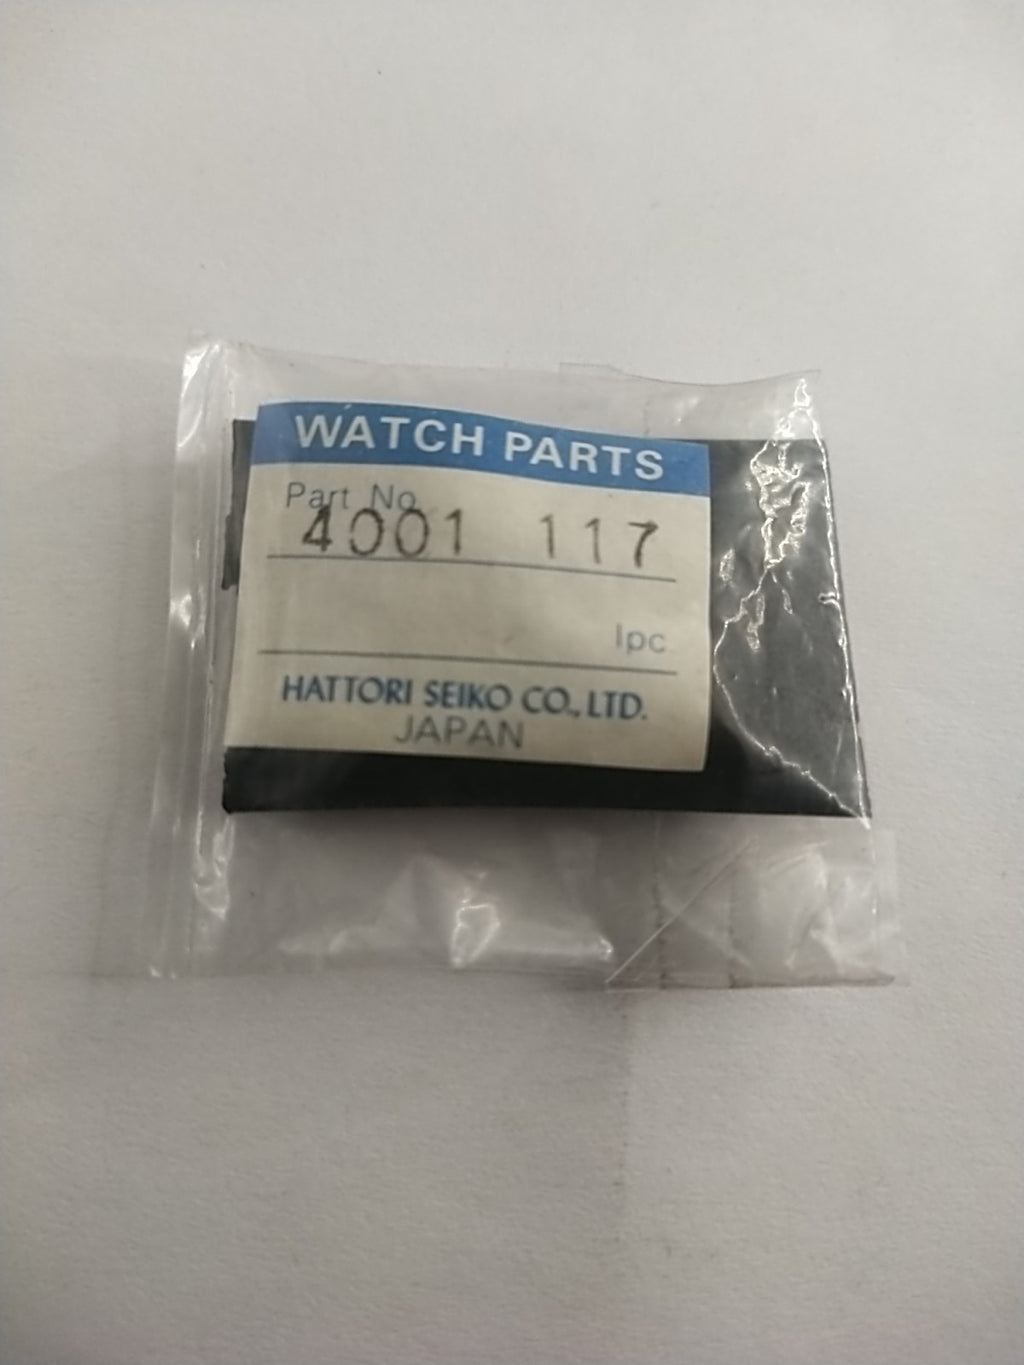 WATCH PARTS
Part No.
4001 117
1pc
HATTORI SEIKO CO., LTD.
JAPAN